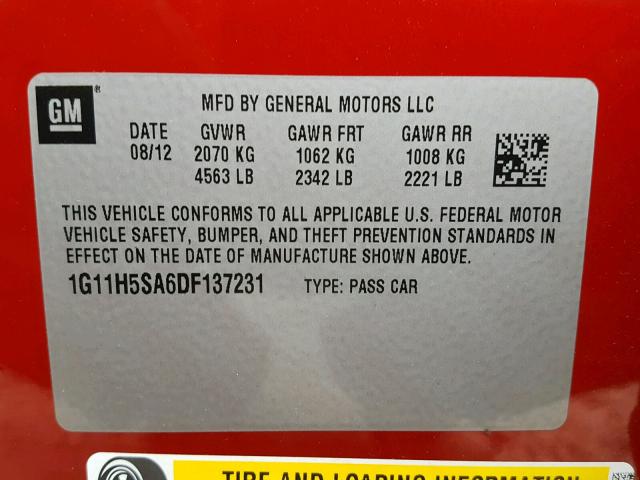 GM ®
MFD BY GENERAL MOTORS LLC
DATE GVWR GAWR FRT GAWR RR
08/12 2070 KG 1062 KG 1008 KG
4563 LB 2342 LB 2221 LB
THIS VEHICLE CONFORMS TO ALL APPLICABLE U.S. FEDERAL MOTOR
VEHICLE SAFETY, BUMPER, AND THEFT PREVENTION STANDARDS IN
EFFECT ON THE DATE OF MANUFACTURE SHOWN ABOVE.
1G11H5SA6DF137231 TYPE: PASS CAR
TIRE AND LOADING INFORMATION